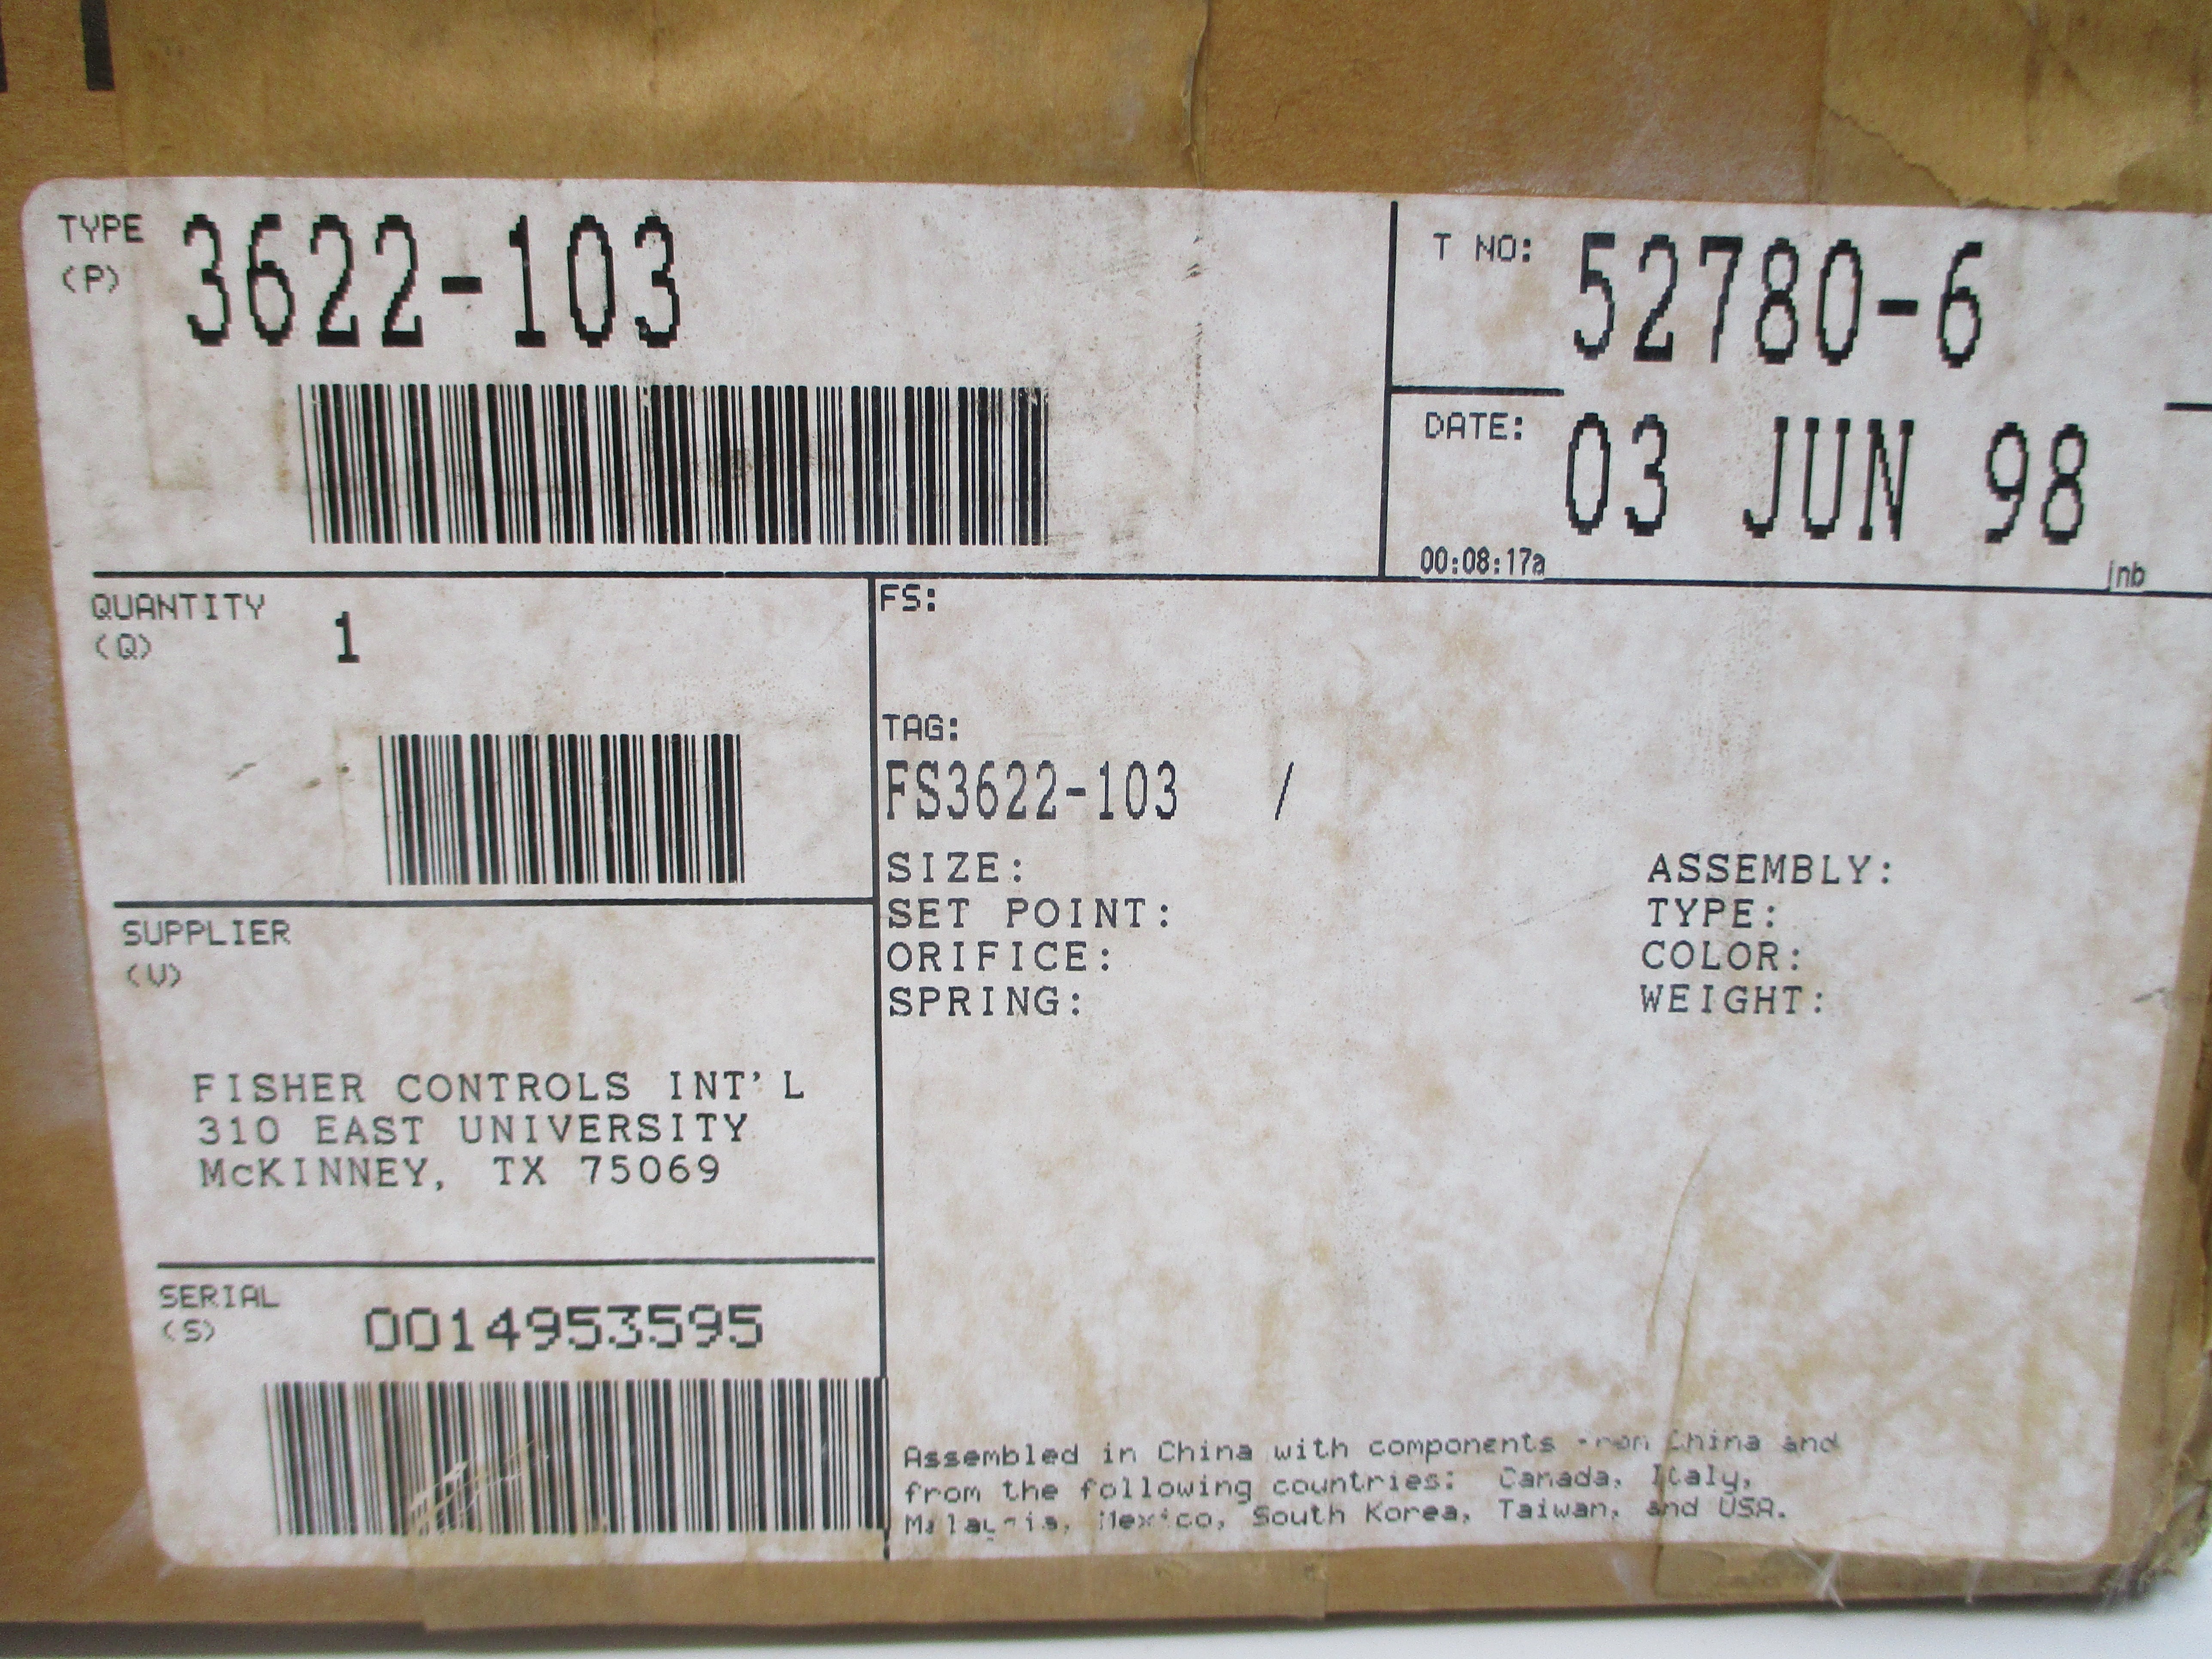 TYPE 3622-103
(P)
T NO: 52780-6
DATE: 03 JUN 98
00:08:17a
jnb
QUANTITY 1
(Q)
FS:
TAG:
FS3622-103 /
SIZE:
SET POINT:
ORIFICE:
SPRING:
ASSEMBLY:
TYPE:
COLOR:
WEIGHT:
SUPPLIER
(V)
FISHER CONTROLS INT'L
310 EAST UNIVERSITY
McKINNEY, TX 75069
SERIAL 0014953595
(S)
Assembled in China with components from China and
from the following countries: Canada, Italy,
Malaysia, Mexico, South Korea, Taiwan, and USA.